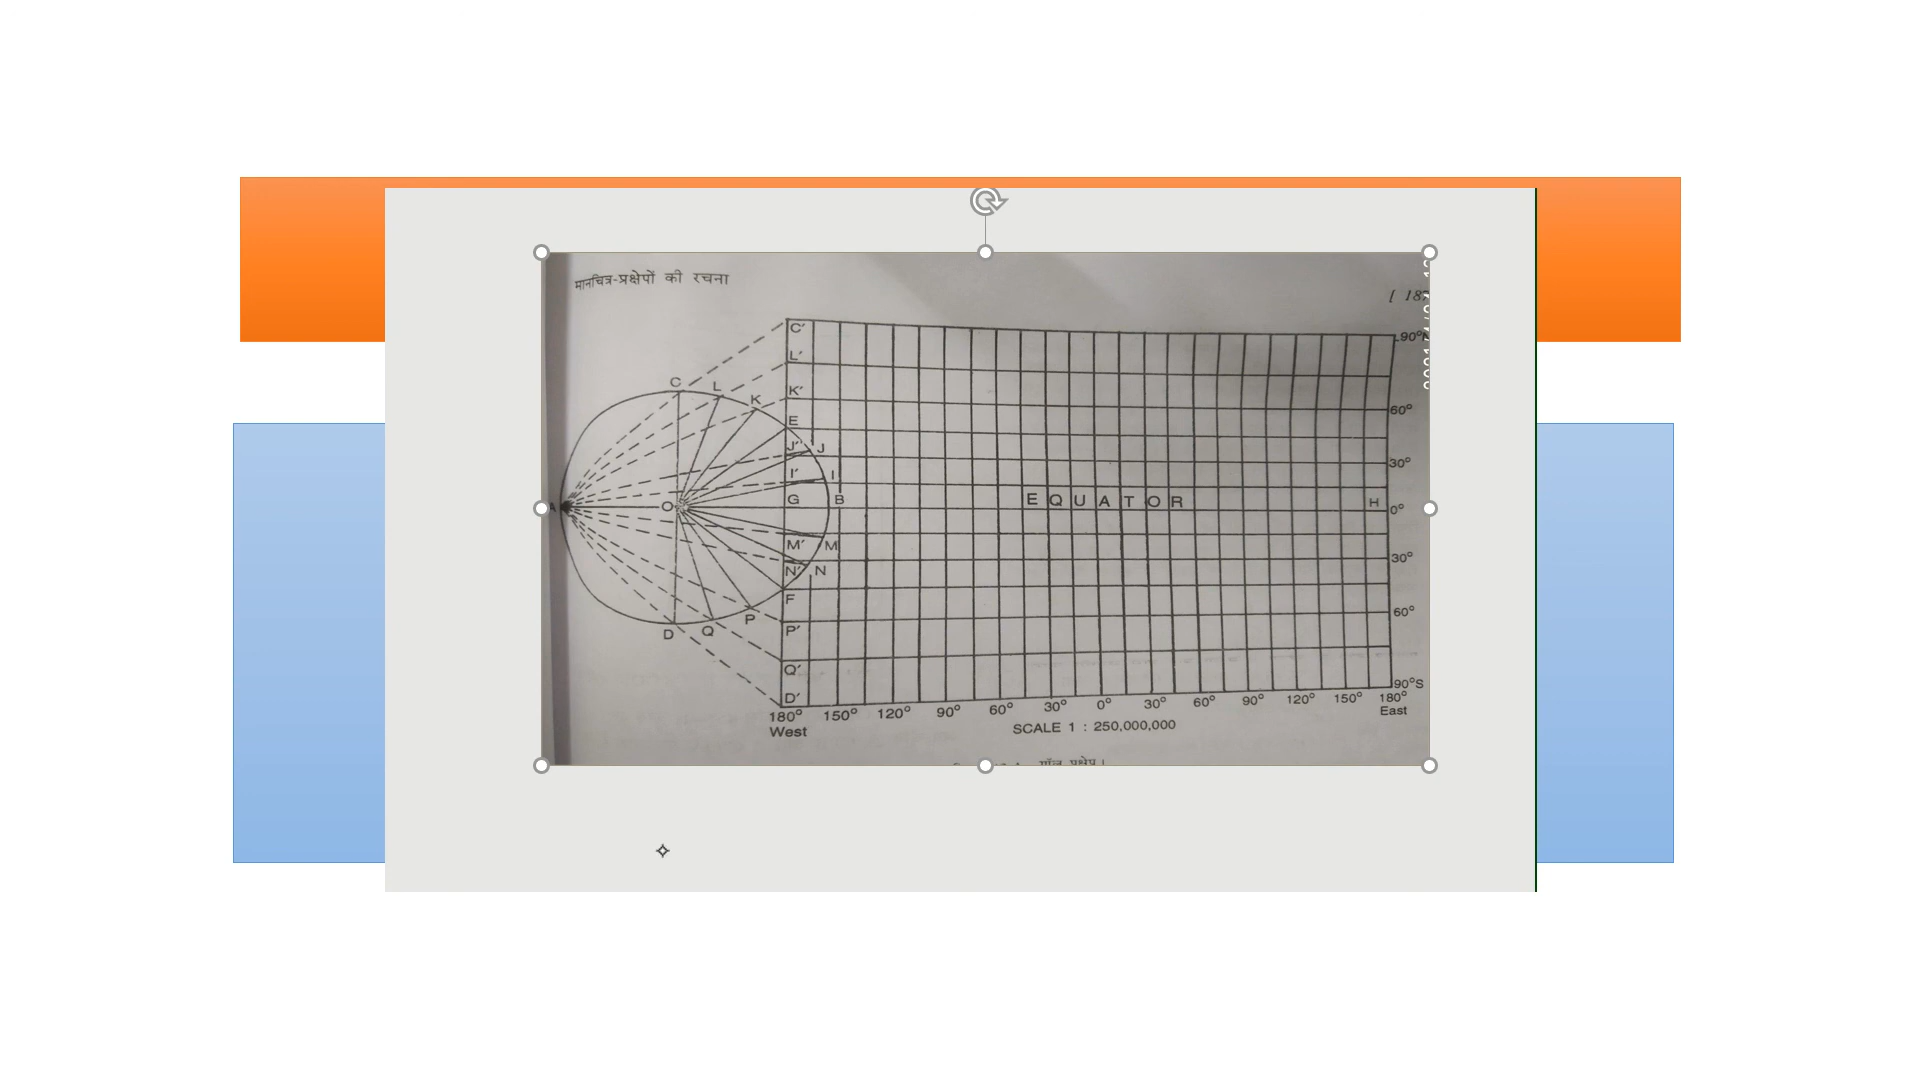 मानचित्र-प्रक्षेपों की रचना
[ 187
C'
L'
K'
E
J'
J
I'
I
G
B
EQUATOR
H
M'
M
N'
N
F
P'
Q'
D'
C
L
K
A
O
D
Q
P
90°N
60°
30°
0°
30°
60°
90°S
180° 150° 120° 90° 60° 30° 0° 30° 60° 90° 120° 150° 180°
West
East
SCALE 1 : 250,000,000
गॉल प्रक्षेप।